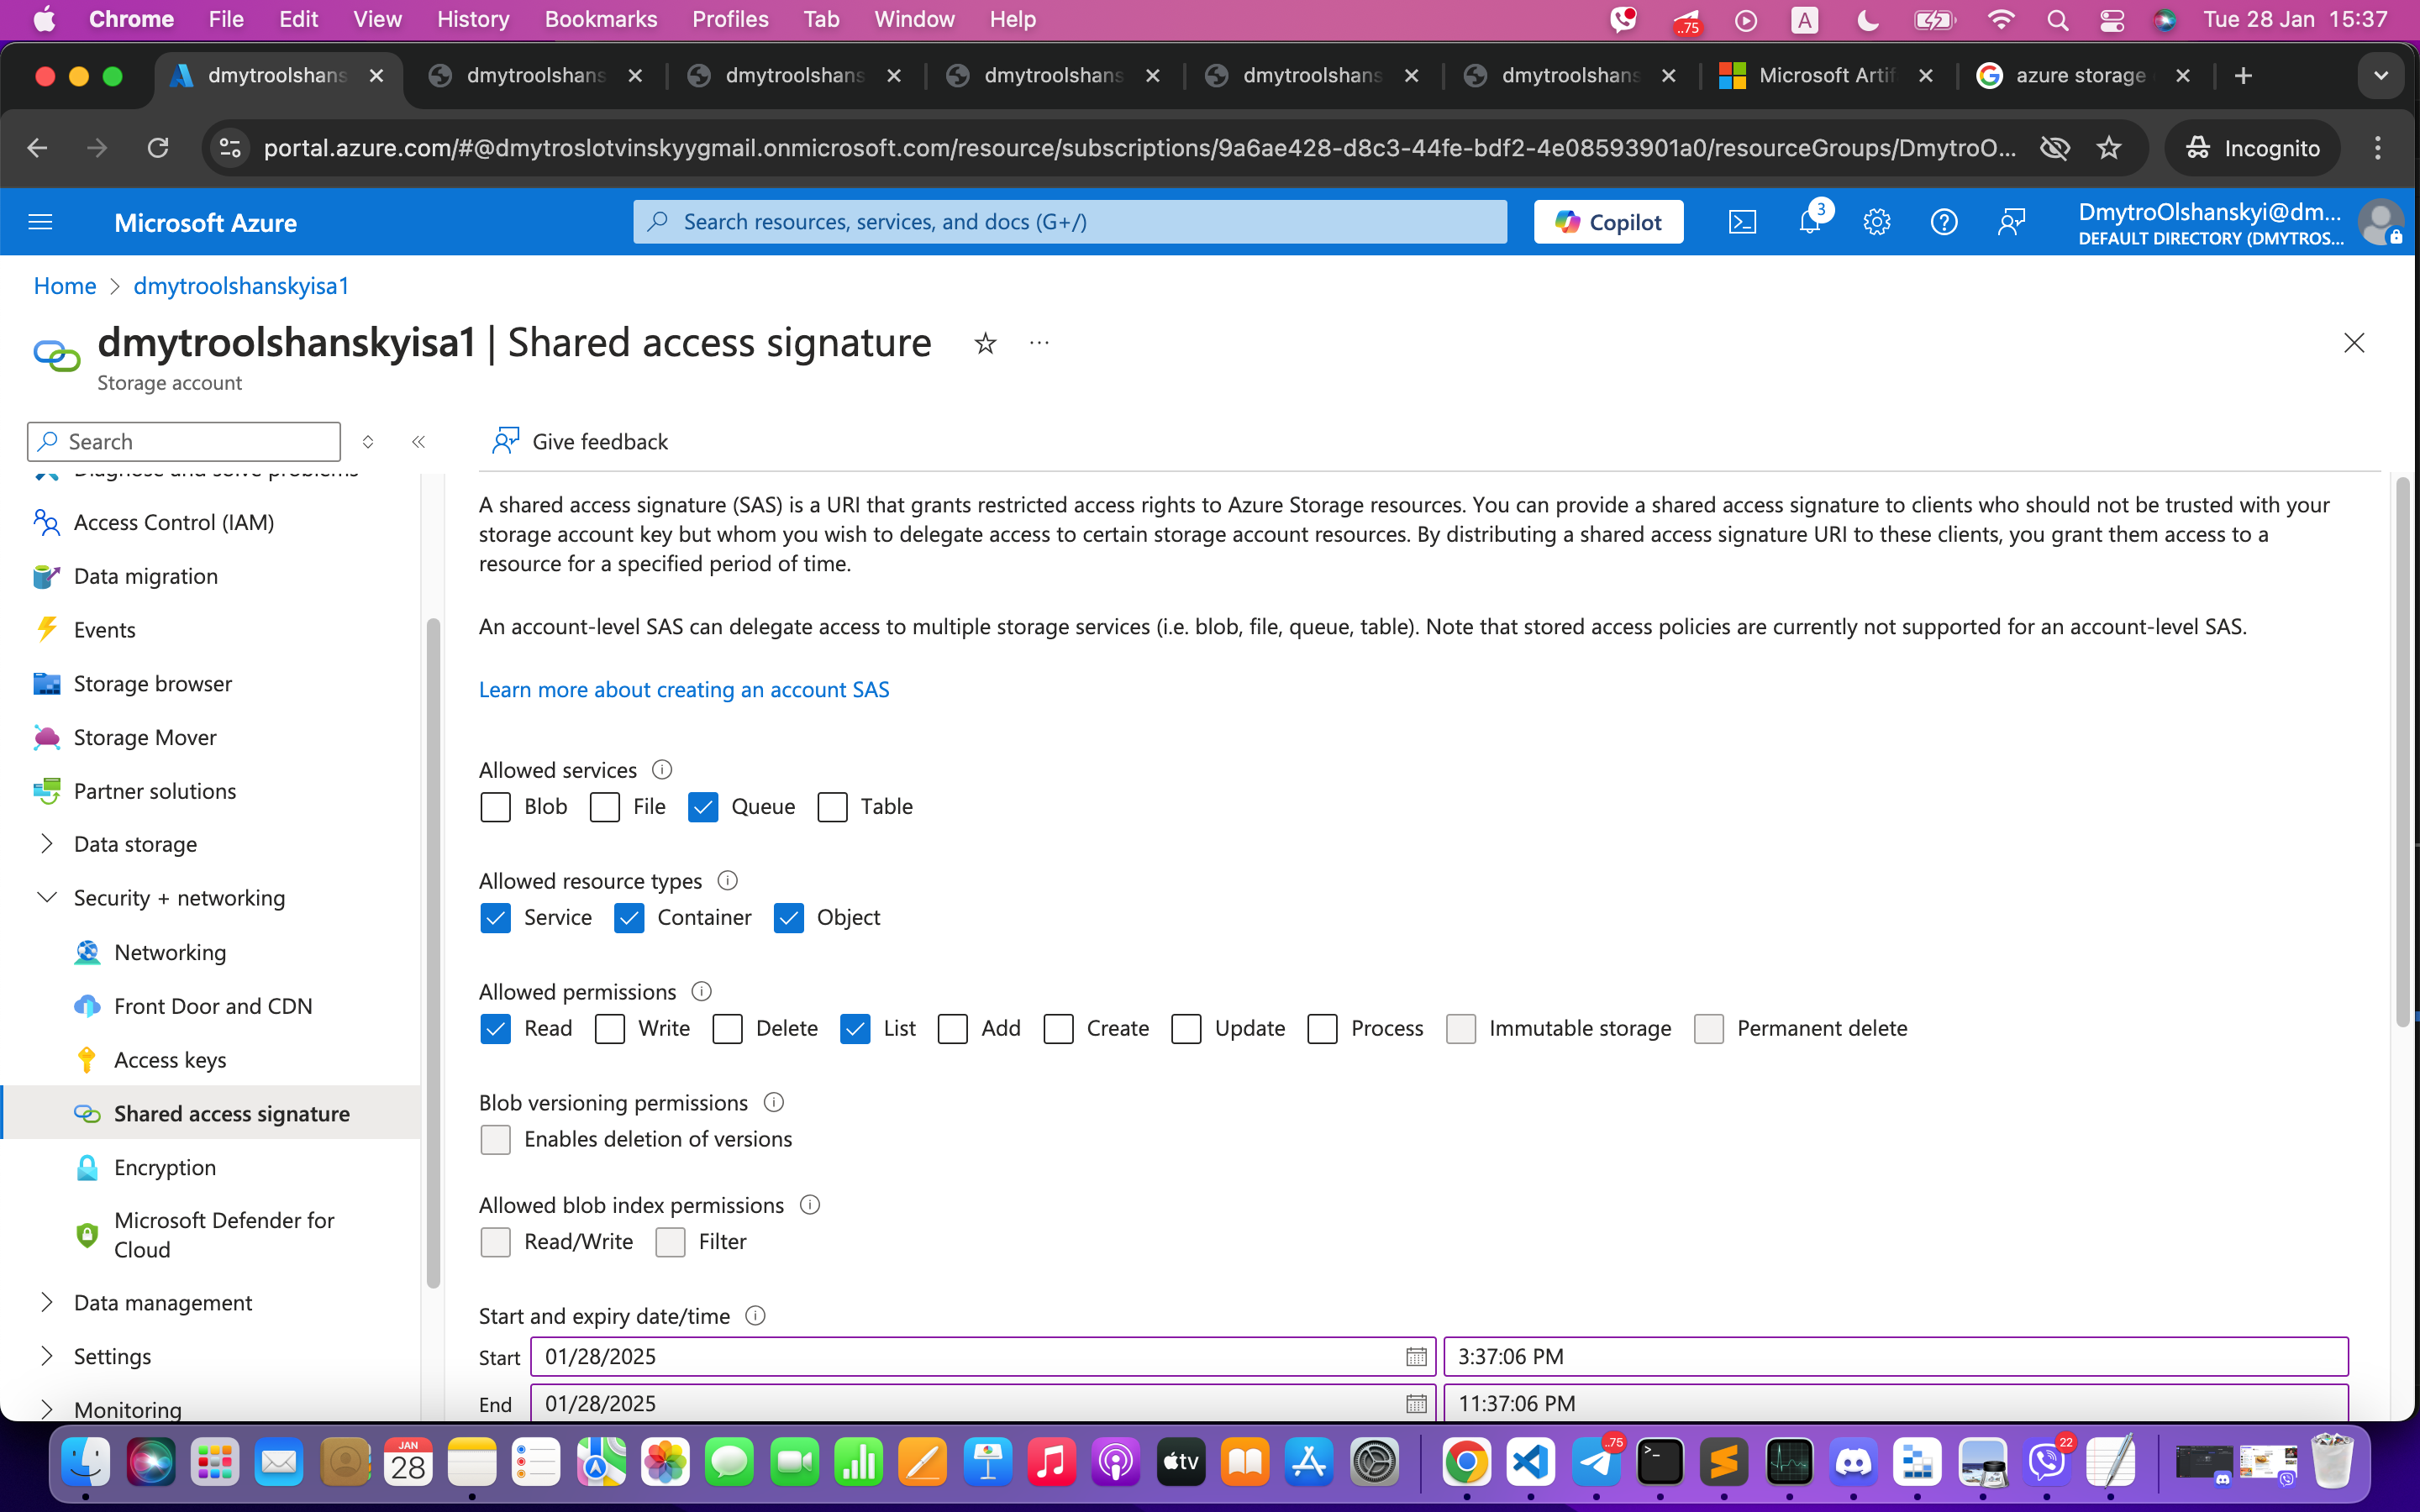 Chrome File Edit View History Bookmarks Profiles Tab Window Help ..75 A Tue 28 Jan 15:37
dmytroolshans dmytroolshans dmytroolshans dmytroolshans dmytroolshans dmytroolshans Microsoft Artif azure storage
portal.azure.com/#@dmytroslotvinskyygmail.onmicrosoft.com/resource/subscriptions/9a6ae428-d8c3-44fe-bdf2-4e08593901a0/resourceGroups/DmytroO... Incognito
Microsoft Azure Search resources, services, and docs (G+/) Copilot 3 DmytroOlshanskyi@dm...
DEFAULT DIRECTORY (DMYTROS...
Home > dmytroolshanskyisa1
dmytroolshanskyisa1 | Shared access signature
Storage account
Search
Give feedback
Diagnose and solve problems
Access Control (IAM)
Data migration
Events
Storage browser
Storage Mover
Partner solutions
Data storage
Security + networking
Networking
Front Door and CDN
Access keys
Shared access signature
Encryption
Microsoft Defender for
Cloud
Data management
Settings
Monitoring
A shared access signature (SAS) is a URI that grants restricted access rights to Azure Storage resources. You can provide a shared access signature to clients who should not be trusted with your
storage account key but whom you wish to delegate access to certain storage account resources. By distributing a shared access signature URI to these clients, you grant them access to a
resource for a specified period of time.
An account-level SAS can delegate access to multiple storage services (i.e. blob, file, queue, table). Note that stored access policies are currently not supported for an account-level SAS.
Learn more about creating an account SAS
Allowed services
Blob File Queue Table
Allowed resource types
Service Container Object
Allowed permissions
Read Write Delete List Add Create Update Process Immutable storage Permanent delete
Blob versioning permissions
Enables deletion of versions
Allowed blob index permissions
Read/Write Filter
Start and expiry date/time
Start 01/28/2025 3:37:06 PM
End 01/28/2025 11:37:06 PM
JAN
28
tv
..75
22